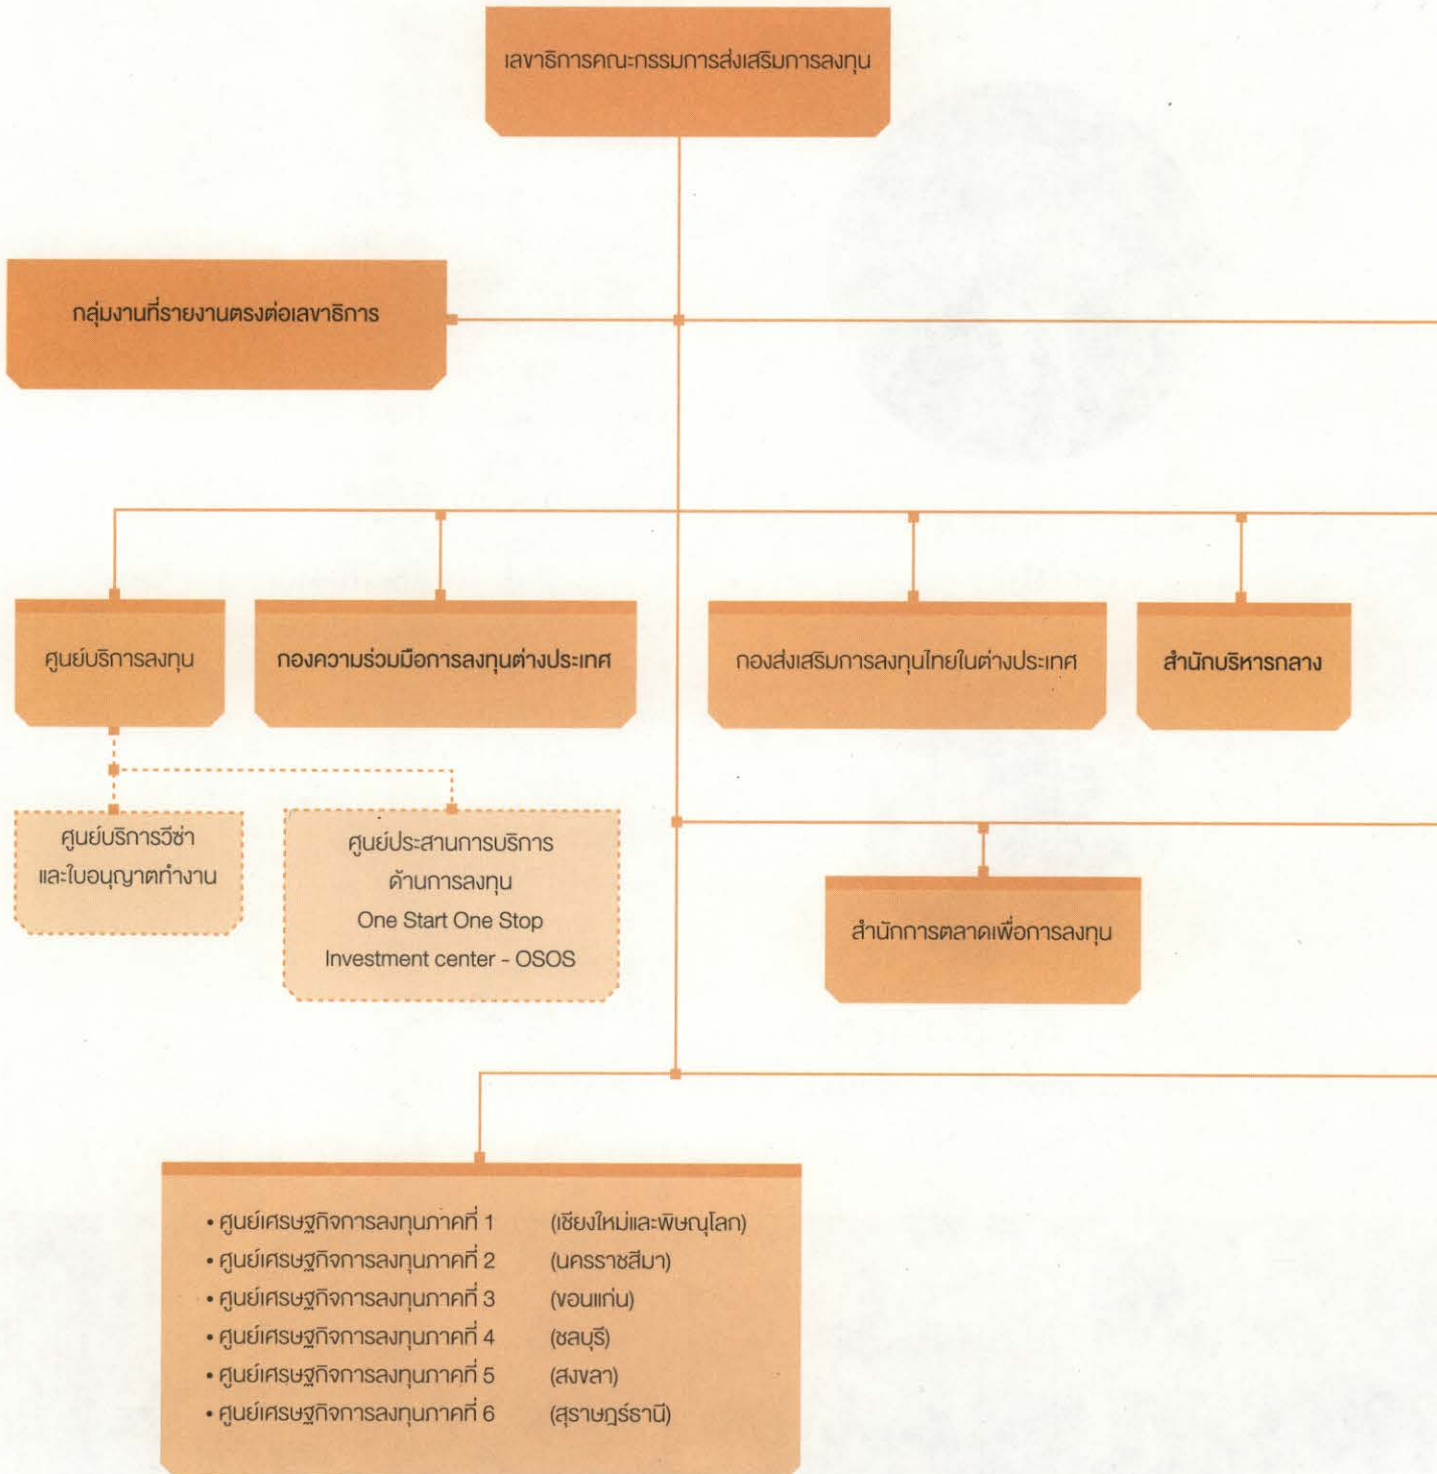 เลขาธิการคณะกรรมการส่งเสริมการลงทุน
กลุ่มงานที่รายงานตรงต่อเลขาธิการ
ศูนย์บริการลงทุน
กองความร่วมมือการลงทุนต่างประเทศ
กองส่งเสริมการลงทุนไทยในต่างประเทศ
สำนักบริหารกลาง
ศูนย์บริการวีซ่า
และใบอนุญาตทำงาน
ศูนย์ประสานการบริการ
ด้านการลงทุน
One Start One Stop
Investment center - OSOS
สำนักการตลาดเพื่อการลงทุน
• ศูนย์เศรษฐกิจการลงทุนภาคที่ 1 (เชียงใหม่และพิษณุโลก)
• ศูนย์เศรษฐกิจการลงทุนภาคที่ 2 (นครราชสีมา)
• ศูนย์เศรษฐกิจการลงทุนภาคที่ 3 (ขอนแก่น)
• ศูนย์เศรษฐกิจการลงทุนภาคที่ 4 (ชลบุรี)
• ศูนย์เศรษฐกิจการลงทุนภาคที่ 5 (สงขลา)
• ศูนย์เศรษฐกิจการลงทุนภาคที่ 6 (สุราษฎร์ธานี)